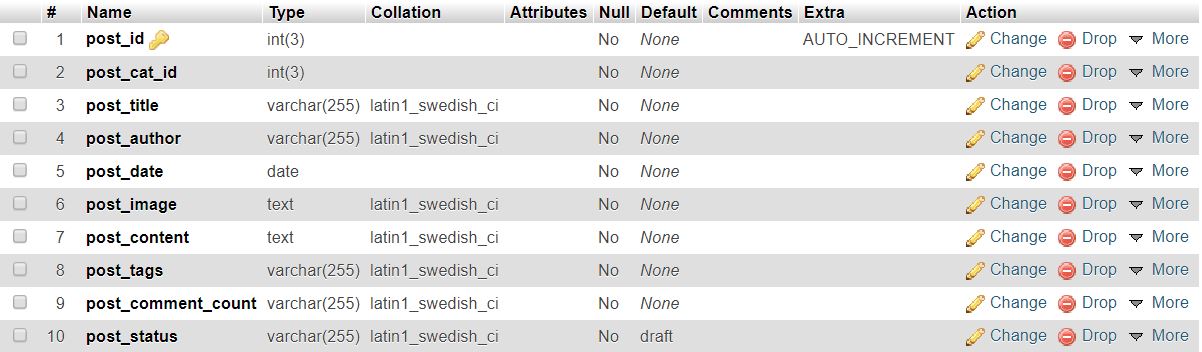 # Name Type Collation Attributes Null Default Comments Extra Action
1 post_id int(3) No None AUTO_INCREMENT Change Drop More
2 post_cat_id int(3) No None Change Drop More
3 post_title varchar(255) latin1_swedish_ci No None Change Drop More
4 post_author varchar(255) latin1_swedish_ci No None Change Drop More
5 post_date date No None Change Drop More
6 post_image text latin1_swedish_ci No None Change Drop More
7 post_content text latin1_swedish_ci No None Change Drop More
8 post_tags varchar(255) latin1_swedish_ci No None Change Drop More
9 post_comment_count varchar(255) latin1_swedish_ci No None Change Drop More
10 post_status varchar(255) latin1_swedish_ci No draft Change Drop More